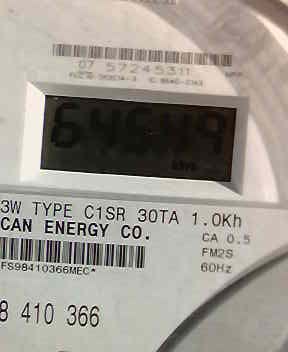 07 57245311
64649
kWh
3W TYPE C1SR 30TA 1.0Kh
CAN ENERGY CO.
CA 0.5
FM2S
60Hz
FS98410366MEC*
8 410 366